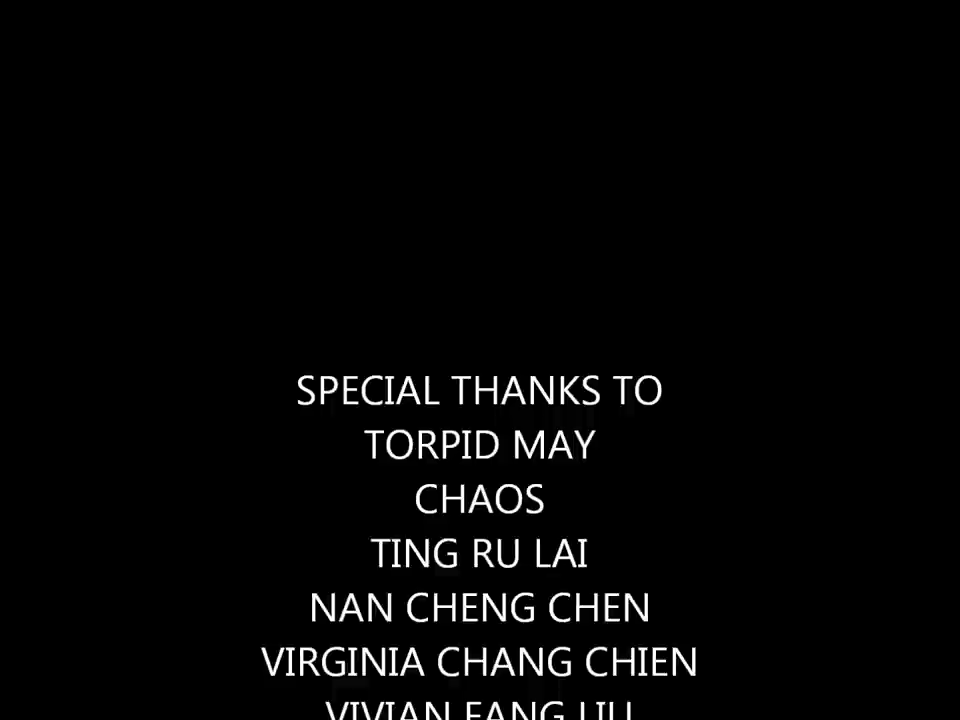 SPECIAL THANKS TO
TORPID MAY
CHAOS
TING RU LAI
NAN CHENG CHEN
VIRGINIA CHANG CHIEN
VIVIAN FANG LIU